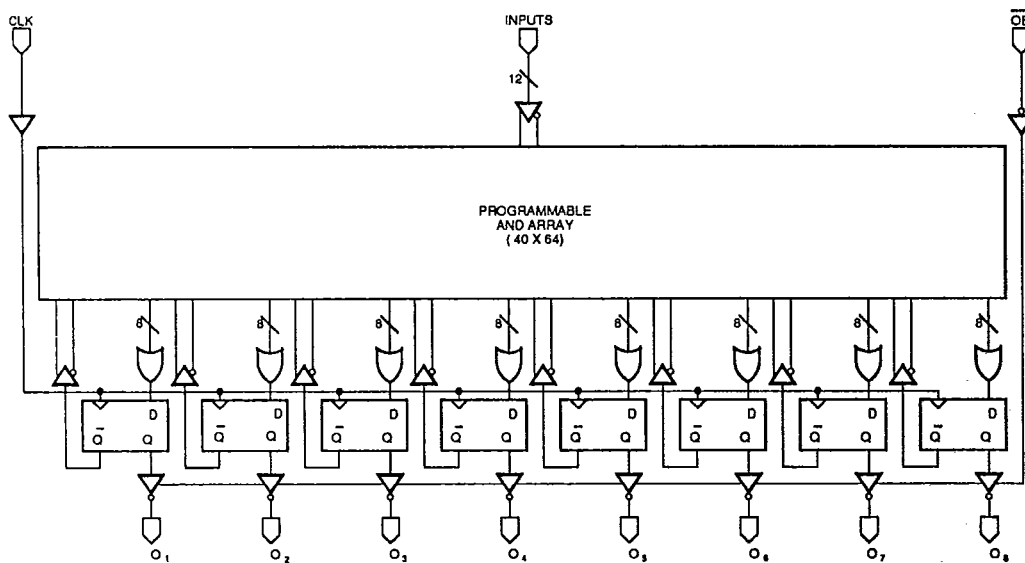 CLK
INPUTS
OE
12
PROGRAMMABLE
AND ARRAY
( 40 X 64)
8 8 8 8 8 8 8 8
D D D D D D D D
Q̅ Q Q̅ Q Q̅ Q Q̅ Q Q̅ Q Q̅ Q Q̅ Q Q̅ Q
O1 O2 O3 O4 O5 O6 O7 O8